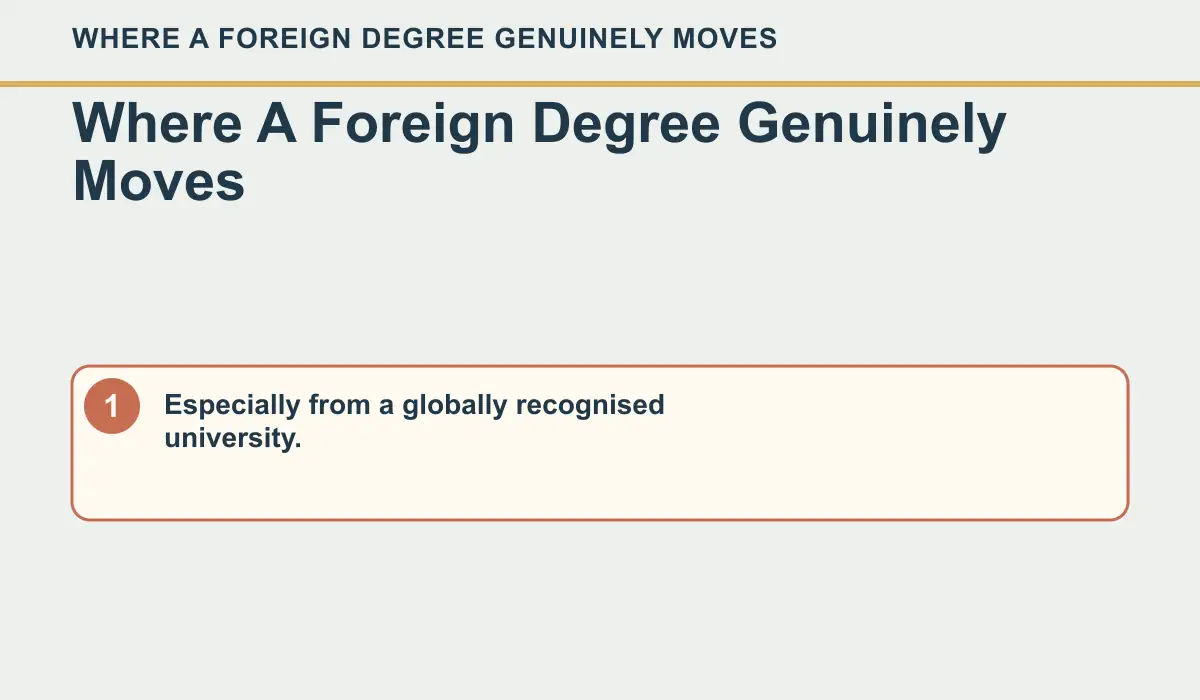 WHERE A FOREIGN DEGREE GENUINELY MOVES
Where A Foreign Degree Genuinely
Moves
1
Especially from a globally recognised
university.